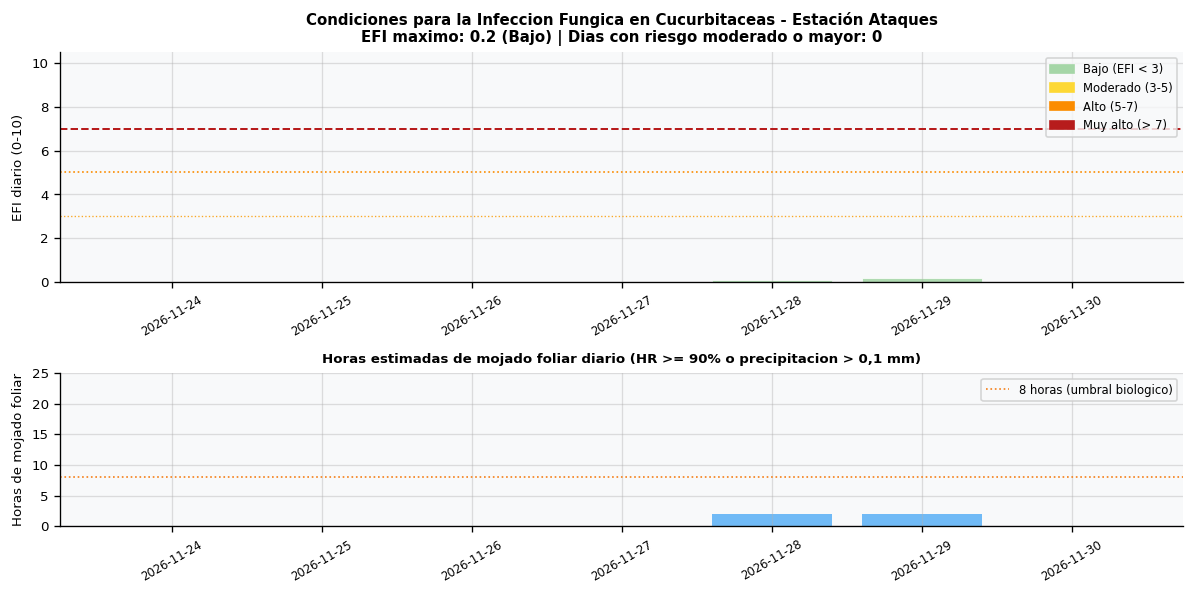 Condiciones para la Infeccion Fungica en Cucurbitaceas - Estación Ataques
EFI maximo: 0.2 (Bajo) | Dias con riesgo moderado o mayor: 0
EFI diario (0-10)
10
8
6
4
2
0
Bajo (EFI < 3)
Moderado (3-5)
Alto (5-7)
Muy alto (> 7)
2026-11-24
2026-11-25
2026-11-26
2026-11-27
2026-11-28
2026-11-29
2026-11-30
Horas estimadas de mojado foliar diario (HR >= 90% o precipitacion > 0,1 mm)
Horas de mojado foliar
25
20
15
10
5
0
8 horas (umbral biologico)
2026-11-24
2026-11-25
2026-11-26
2026-11-27
2026-11-28
2026-11-29
2026-11-30